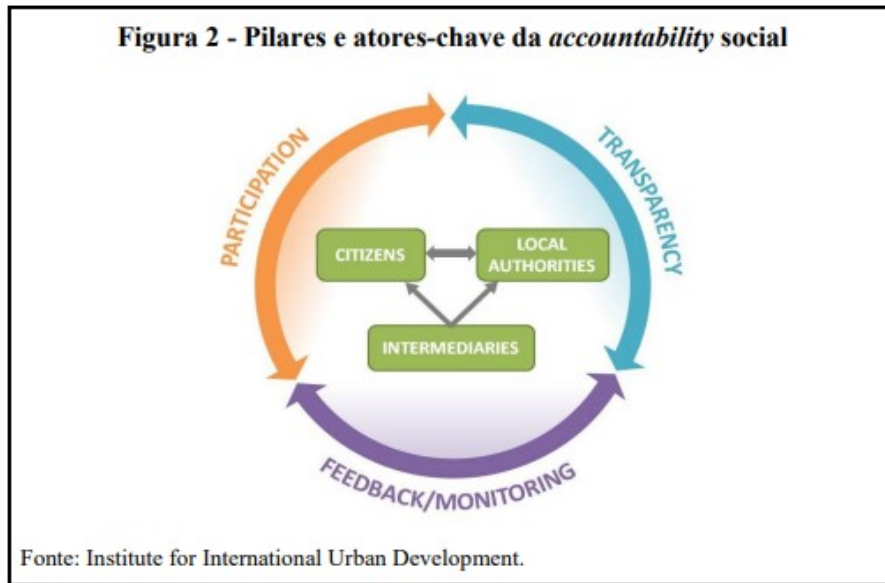 Figura 2 - Pilares e atores-chave da accountability social
PARTICIPATION
TRANSPARENCY
CITIZENS
LOCAL
AUTHORITIES
INTERMEDIARIES
FEEDBACK/MONITORING
Fonte: Institute for International Urban Development.